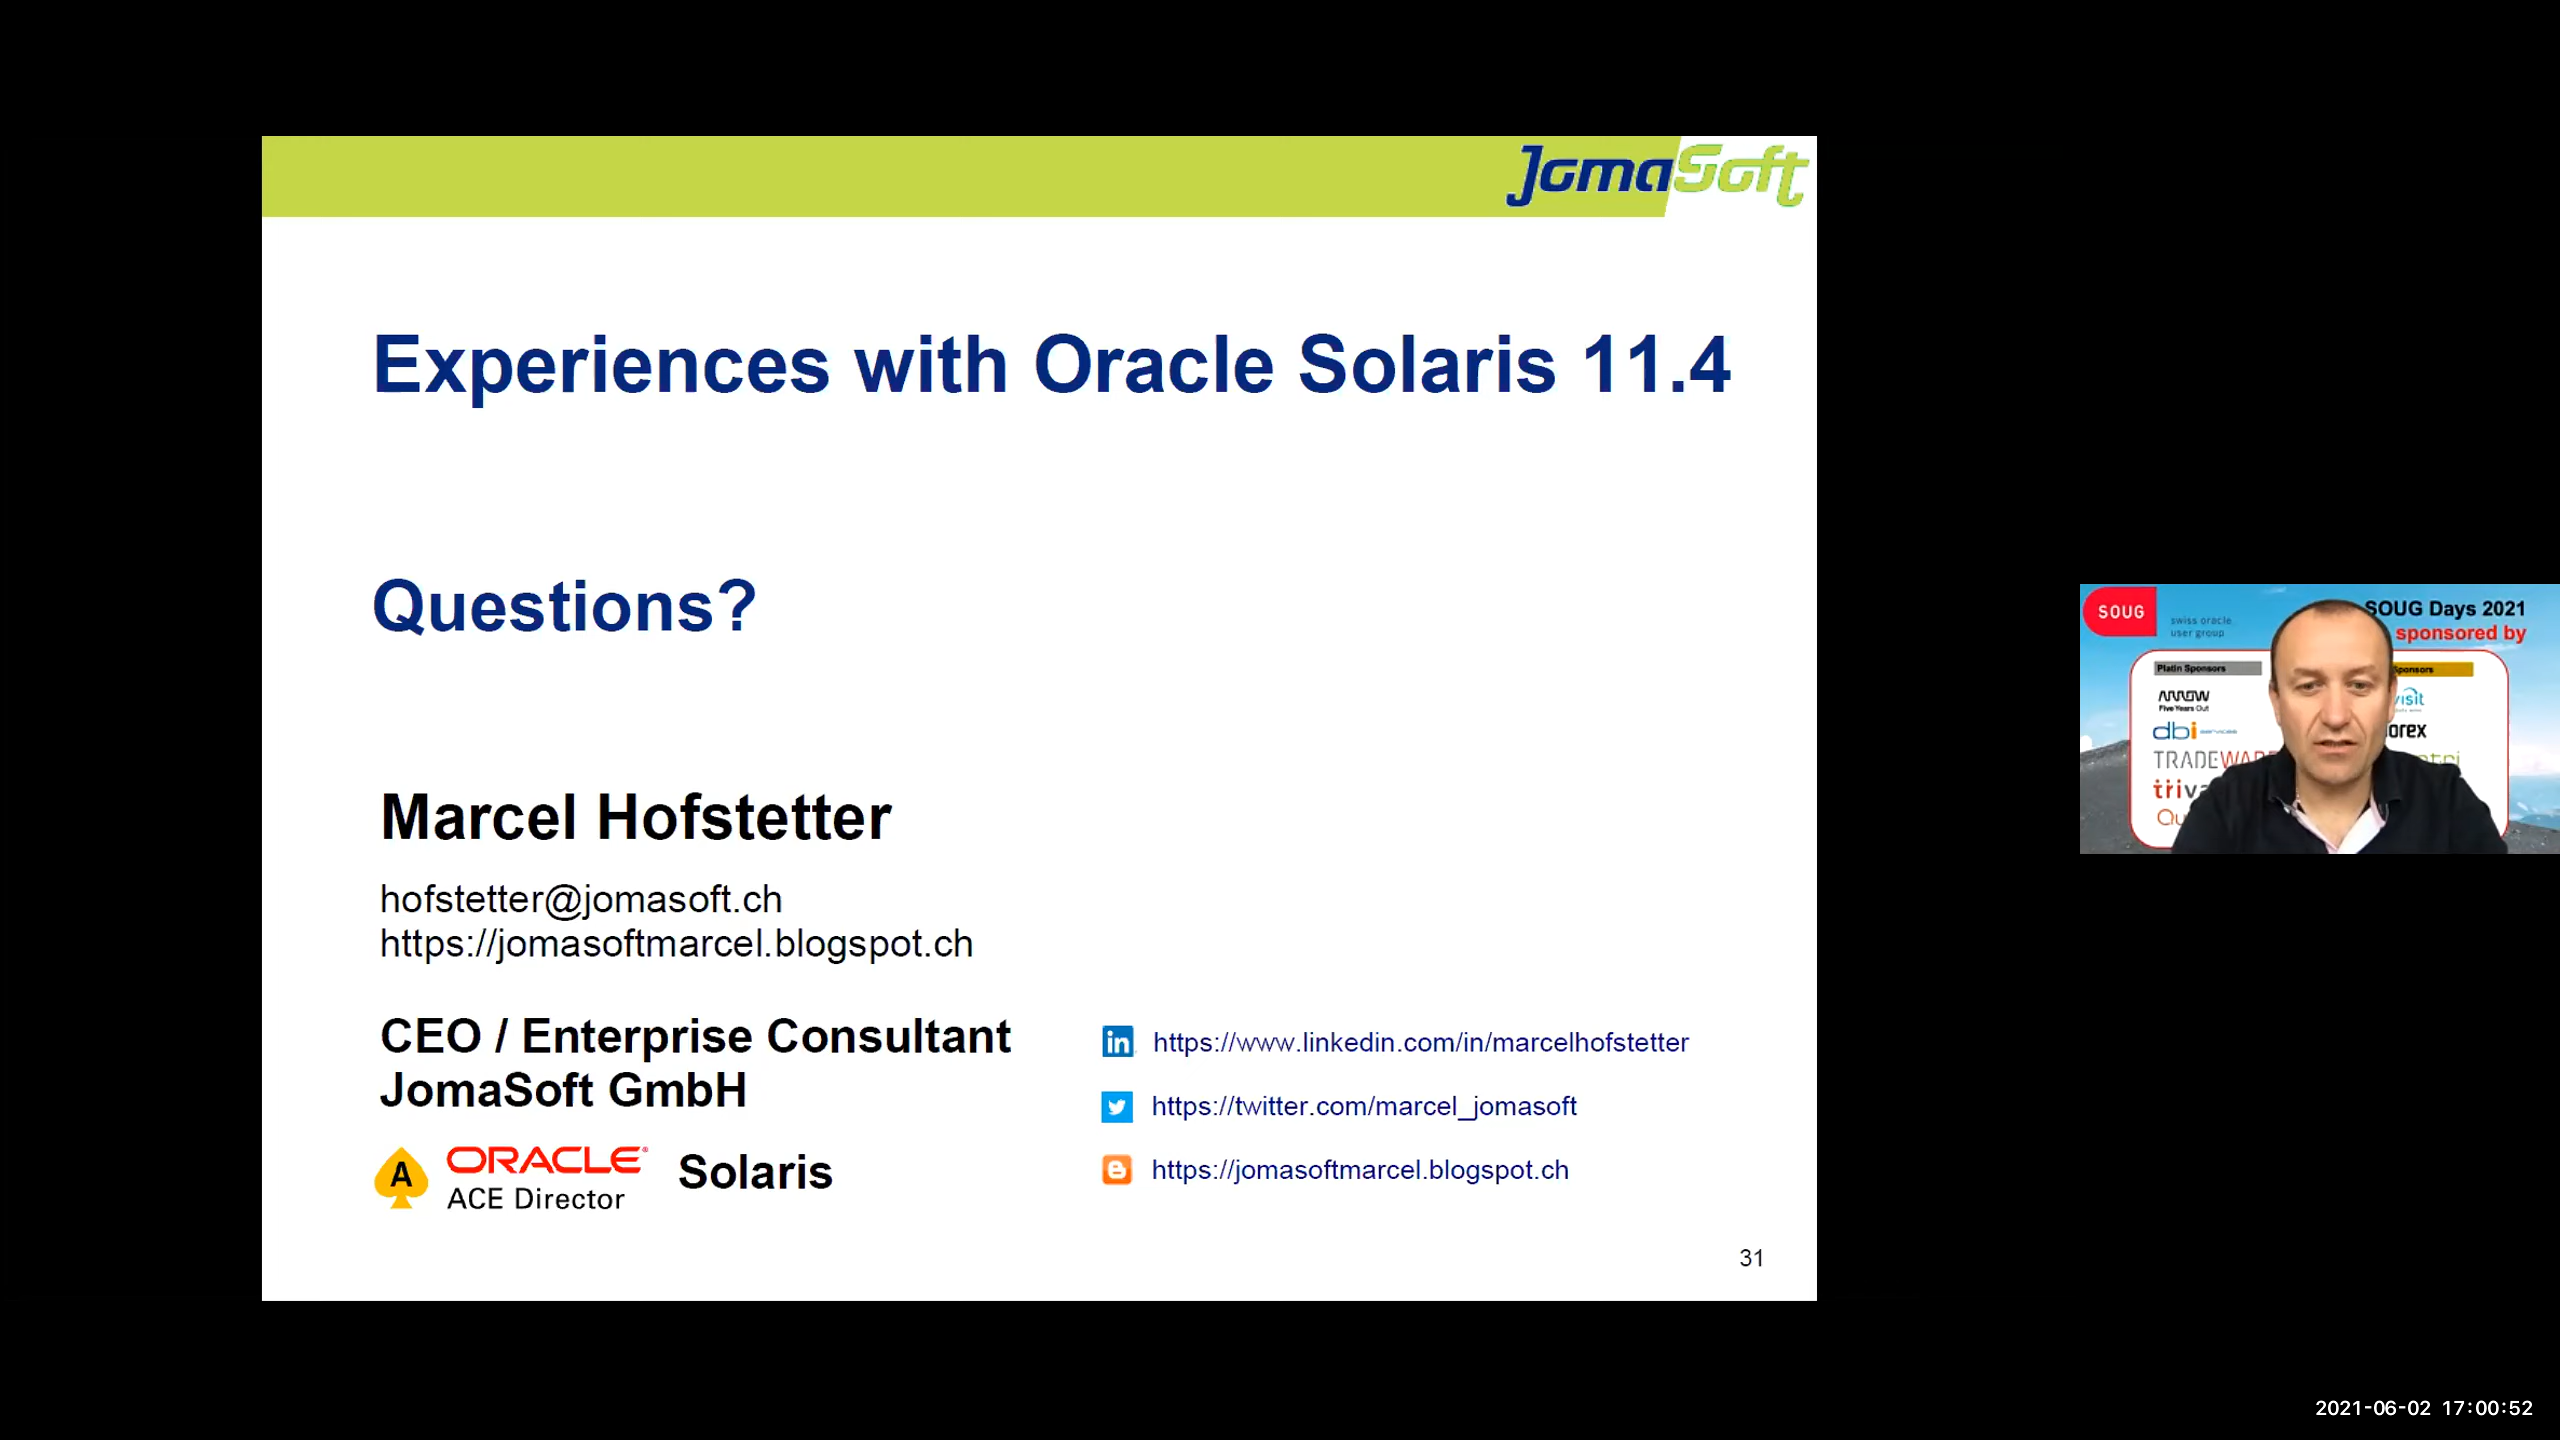 JomaSoft
Experiences with Oracle Solaris 11.4
Questions?
Marcel Hofstetter
hofstetter@jomasoft.ch
https://jomasoftmarcel.blogspot.ch
CEO / Enterprise Consultant
JomaSoft GmbH
A ORACLE ACE Director Solaris
in https://www.linkedin.com/in/marcelhofstetter
https://twitter.com/marcel_jomasoft
https://jomasoftmarcel.blogspot.ch
31
SOUG
swiss oracle
user group
SOUG Days 2021
sponsored by
Platin Sponsors
Sponsors
ARROW
Five Years Out
dbi services
2021-06-02 17:00:52